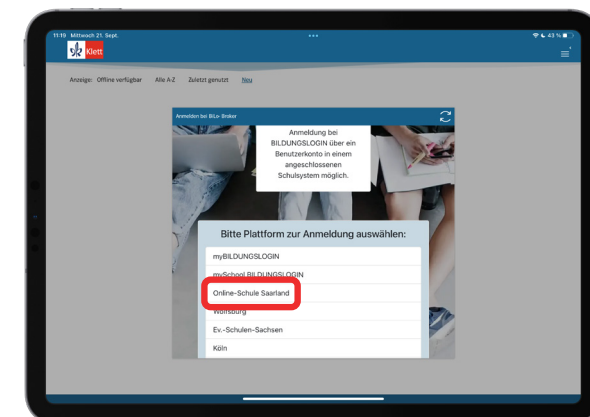 11:19 Mittwoch 21. Sept.
43 %
Klett
Anzeige: Offline verfügbar Alle A-Z Zuletzt genutzt Neu
Anmelden bei BiLo- Broker
Anmeldung bei
BILDUNGSLOGIN über ein
Benutzerkonto in einem
angeschlossenen
Schulsystem möglich.
Bitte Plattform zur Anmeldung auswählen:
myBILDUNGSLOGIN
mySchool BILDUNGSLOGIN
Online-Schule Saarland
Wolfsburg
Ev.-Schulen-Sachsen
Köln